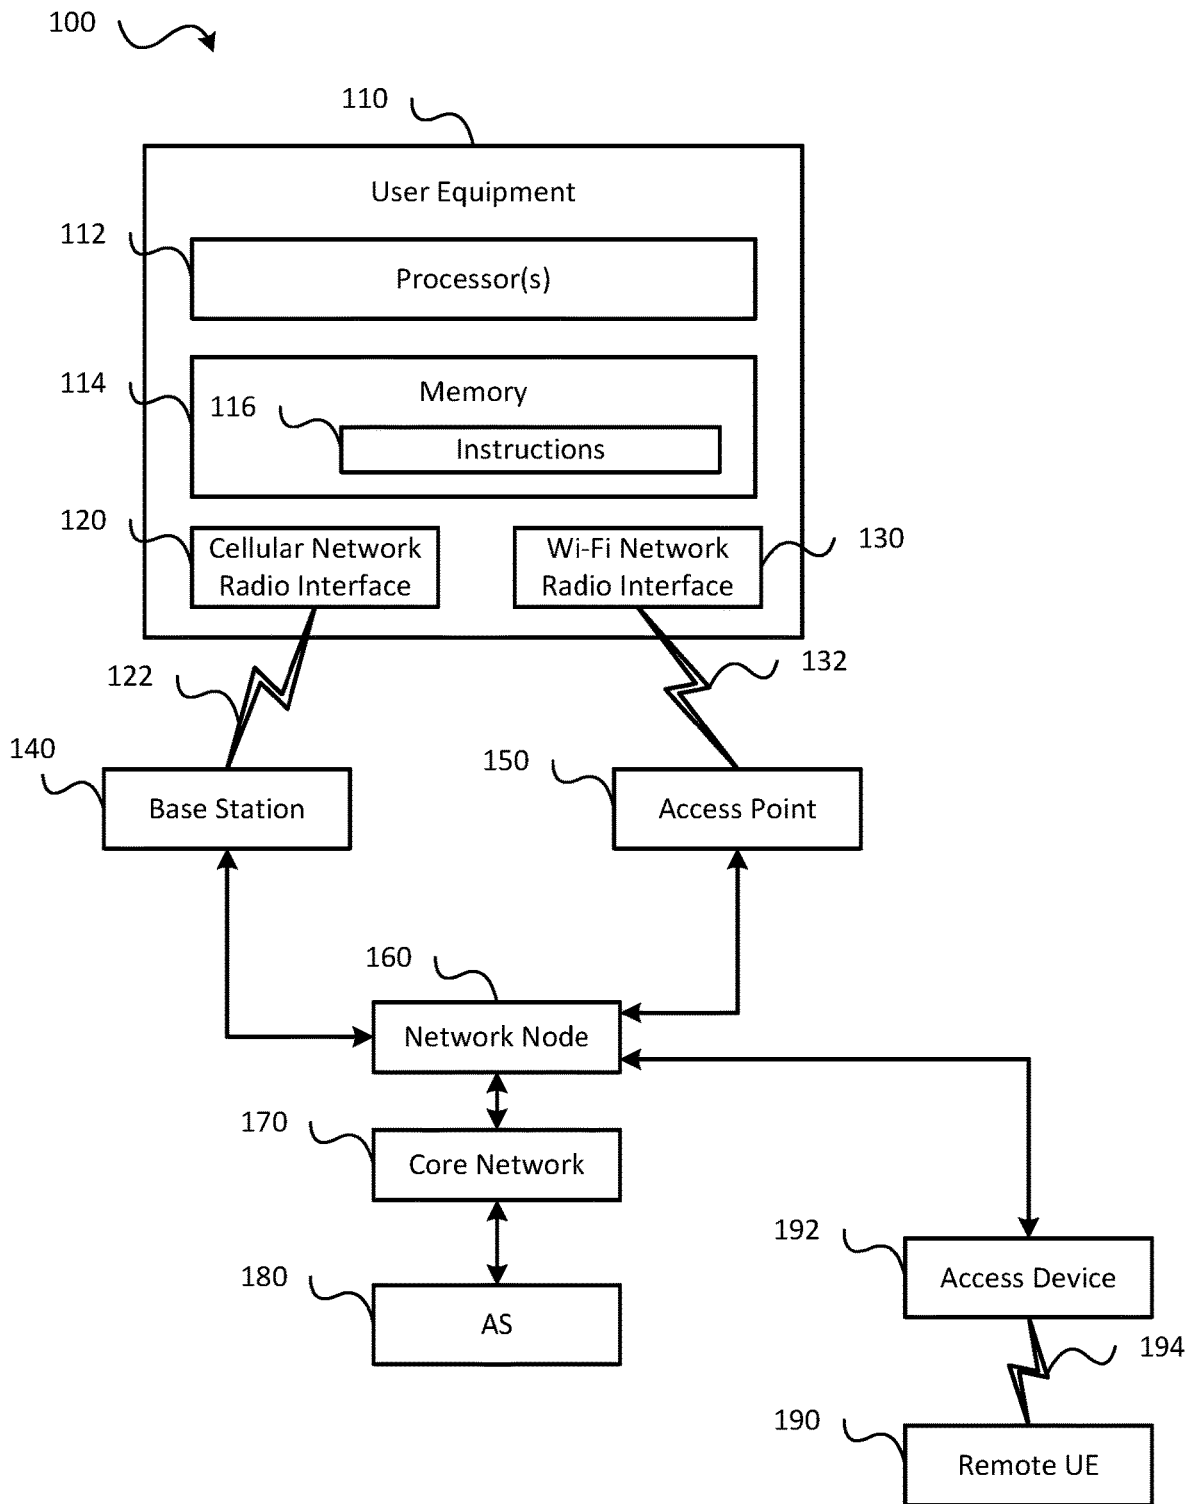 100
110
User Equipment
112
Processor(s)
114
Memory
116
Instructions
120
Cellular Network
Radio Interface
Wi-Fi Network
Radio Interface
130
122
132
140
Base Station
150
Access Point
160
Network Node
170
Core Network
180
AS
192
Access Device
194
190
Remote UE